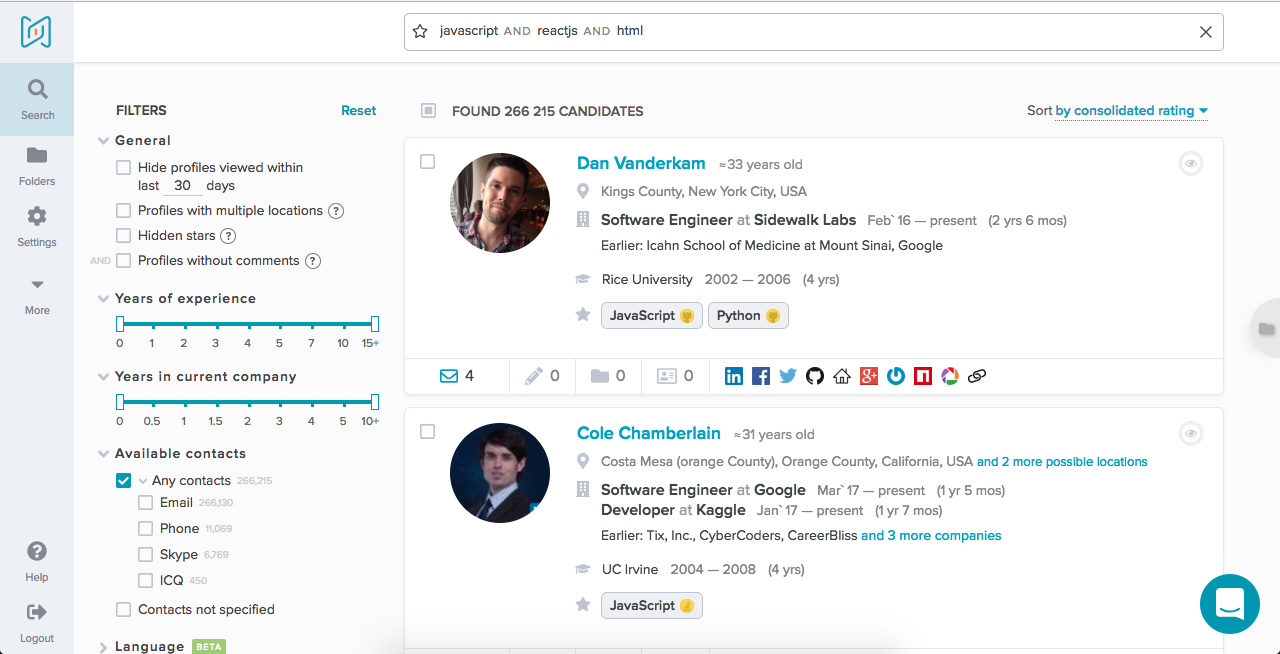 javascript AND reactjs AND html
Search
Folders
Settings
More
Help
Logout
FILTERS
Reset
General
Hide profiles viewed within
last 30 days
Profiles with multiple locations ?
Hidden stars ?
AND Profiles without comments ?
Years of experience
0 1 2 3 4 5 7 10 15+
Years in current company
0 0.5 1 1.5 2 3 4 5 10+
Available contacts
Any contacts 266,215
Email 266,130
Phone 11,069
Skype 6,769
ICQ 450
Contacts not specified
Language BETA
FOUND 266 215 CANDIDATES
Sort by consolidated rating
Dan Vanderkam ≈33 years old
Kings County, New York City, USA
Software Engineer at Sidewalk Labs Feb` 16 — present (2 yrs 6 mos)
Earlier: Icahn School of Medicine at Mount Sinai, Google
Rice University 2002 — 2006 (4 yrs)
JavaScript Python
4 0 0 0
Cole Chamberlain ≈31 years old
Costa Mesa (orange County), Orange County, California, USA and 2 more possible locations
Software Engineer at Google Mar` 17 — present (1 yr 5 mos)
Developer at Kaggle Jan` 17 — present (1 yr 7 mos)
Earlier: Tix, Inc., CyberCoders, CareerBliss and 3 more companies
UC Irvine 2004 — 2008 (4 yrs)
JavaScript